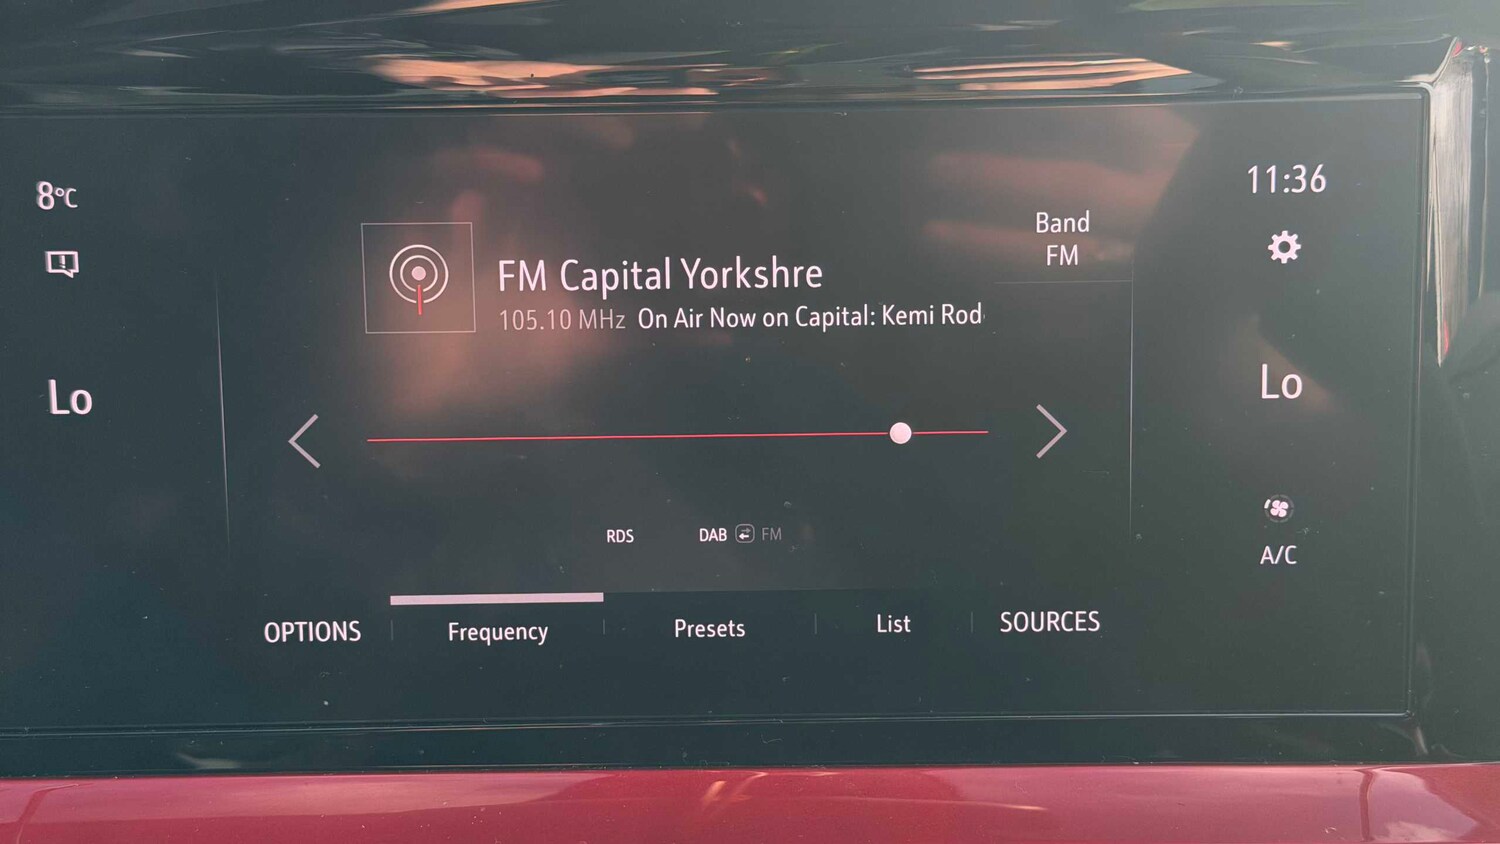 8°C
Lo
FM Capital Yorkshre
105.10 MHz On Air Now on Capital: Kemi Rod
Band
FM
RDS
DAB FM
OPTIONS
Frequency
Presets
List
SOURCES
11:36
Lo
A/C